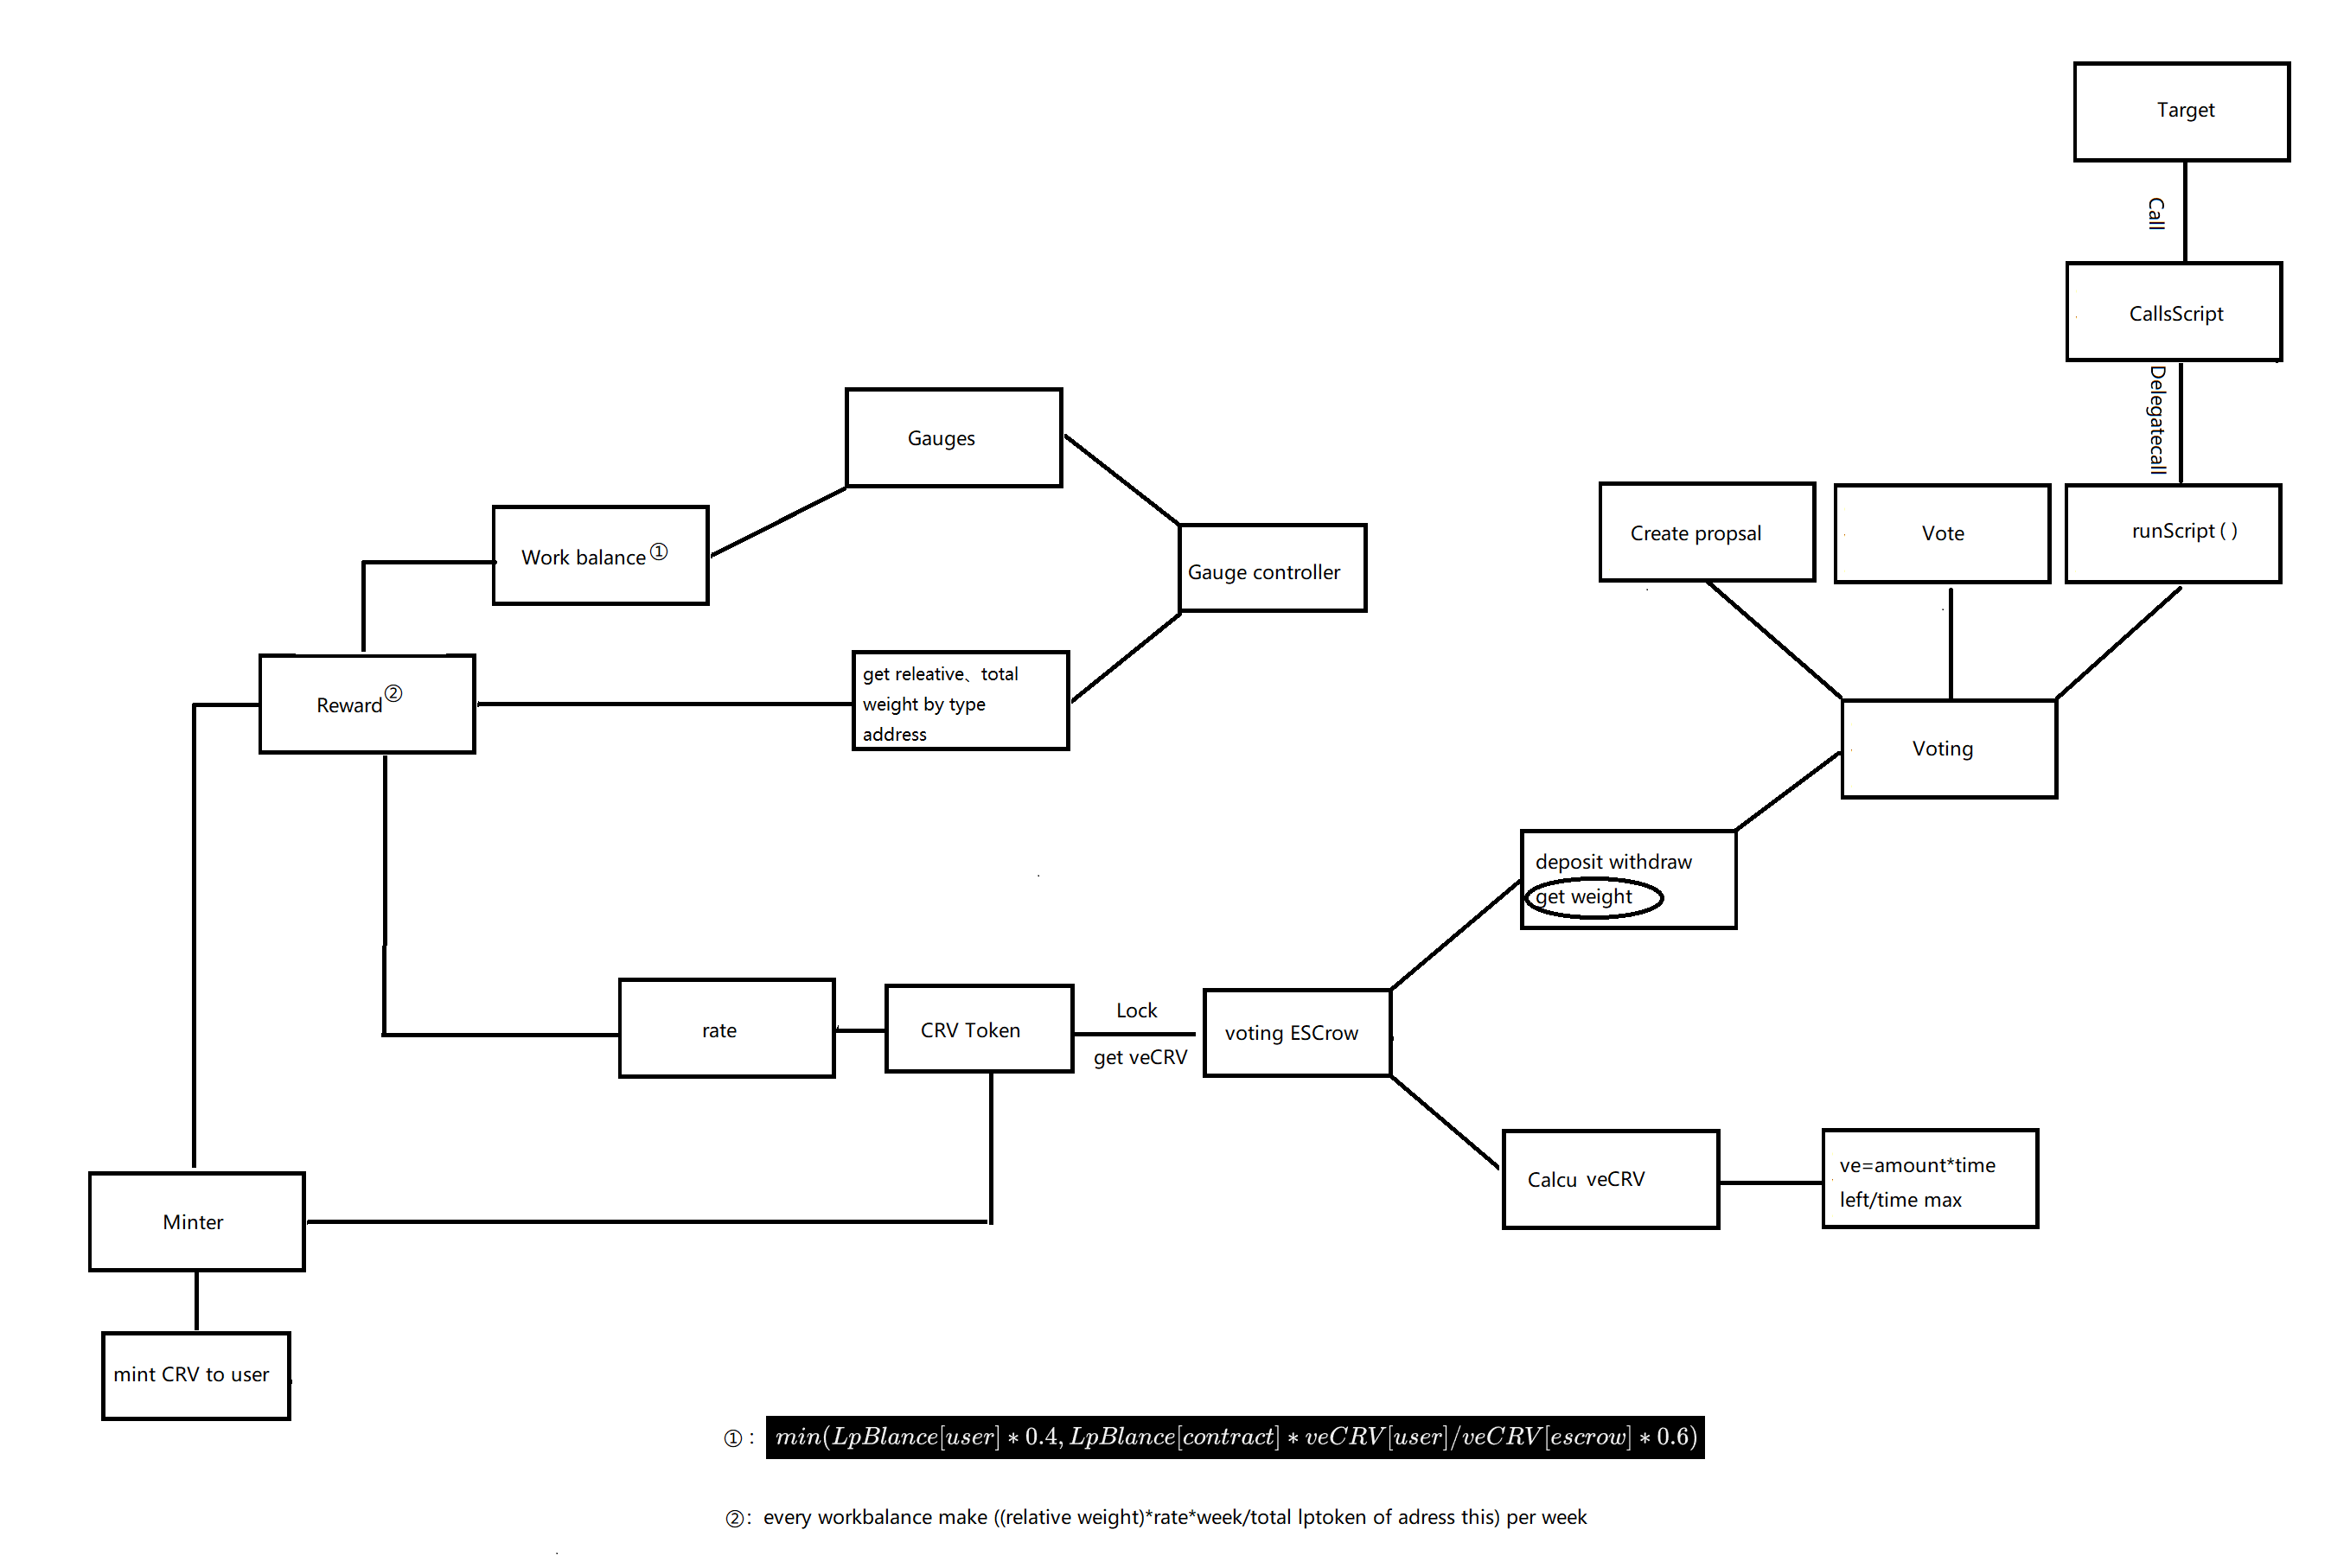 Target
Call
CallsScript
Delegatecall
Gauges
Work balance①
Gauge controller
Create propsal
Vote
runScript ( )
Reward②
get releative、total
weight by type
address
Voting
deposit withdraw
get weight
rate
CRV Token
Lock
get veCRV
voting ESCrow
Calcu veCRV
ve=amount*time
left/time max
Minter
mint CRV to user
①: min(LpBlance[user] * 0.4, LpBlance[contract] * veCRV[user]/veCRV[escrow] * 0.6)
②: every workbalance make ((relative weight)*rate*week/total lptoken of adress this) per week